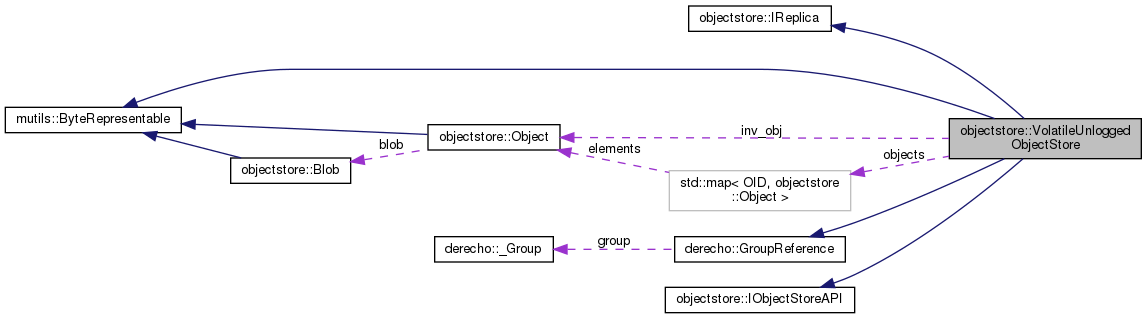 objectstore::IReplica
mutils::ByteRepresentable
objectstore::VolatileUnlogged
ObjectStore
inv_obj
objectstore::Object
blob
elements
objects
objectstore::Blob
std::map< OID, objectstore
::Object >
group
derecho::_Group
derecho::GroupReference
objectstore::IObjectStoreAPI